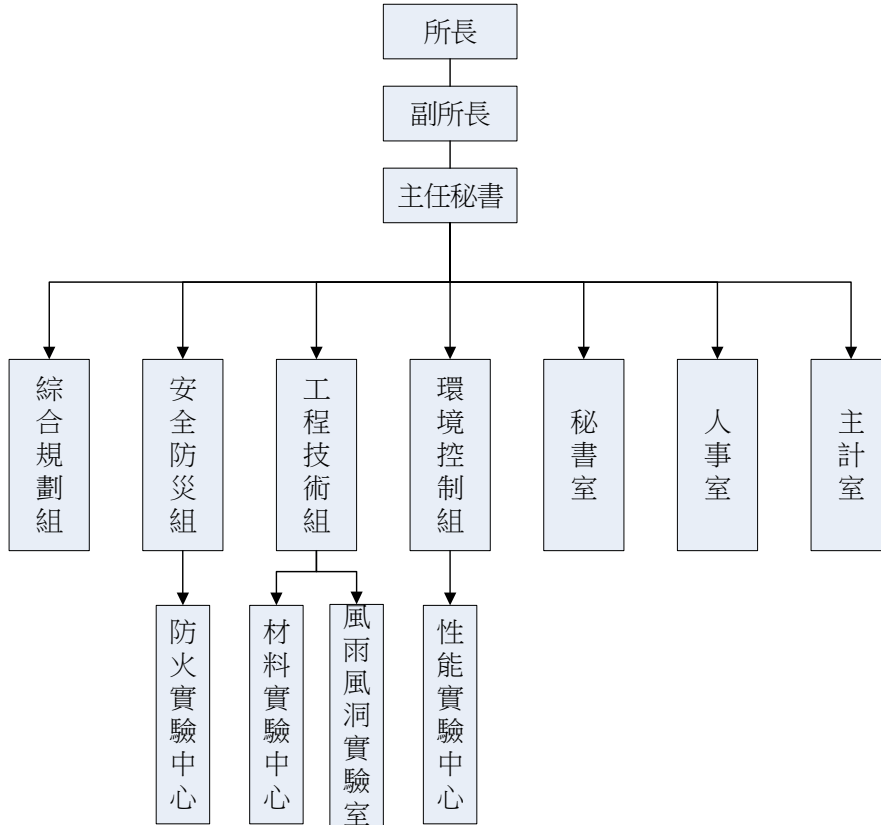 所長
副所長
主任秘書
綜合規劃組
安全防災組
工程技術組
環境控制組
秘書室
人事室
主計室
防火實驗中心
材料實驗中心
風雨風洞實驗室
性能實驗中心